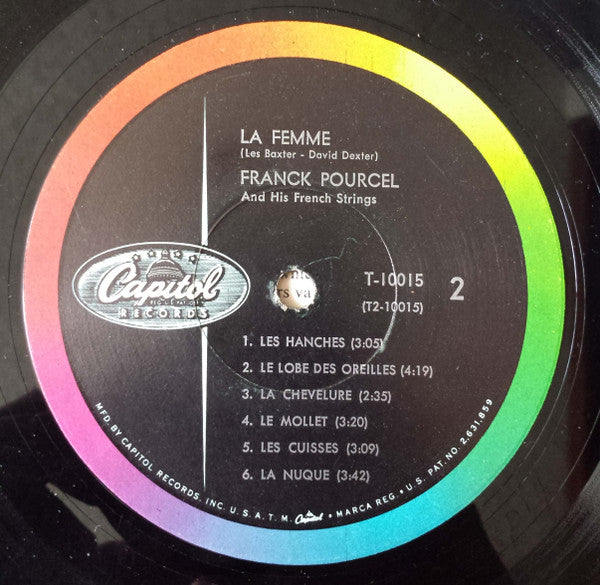 LA FEMME
(Les Baxter - David Dexter)
FRANCK POURCEL
And His French Strings
Capitol
RECORDS
T-10015 2
(T2-10015)
1. LES HANCHES (3:05)
2. LE LOBE DES OREILLES (4:19)
3. LA CHEVELURE (2:35)
4. LE MOLLET (3:20)
5. LES CUISSES (3:09)
6. LA NUQUE (3:42)
MFD. BY CAPITOL RECORDS, INC. U.S.A. T.M. Capitol • MARCA REG. • U.S. PAT. NO. 2,631,859